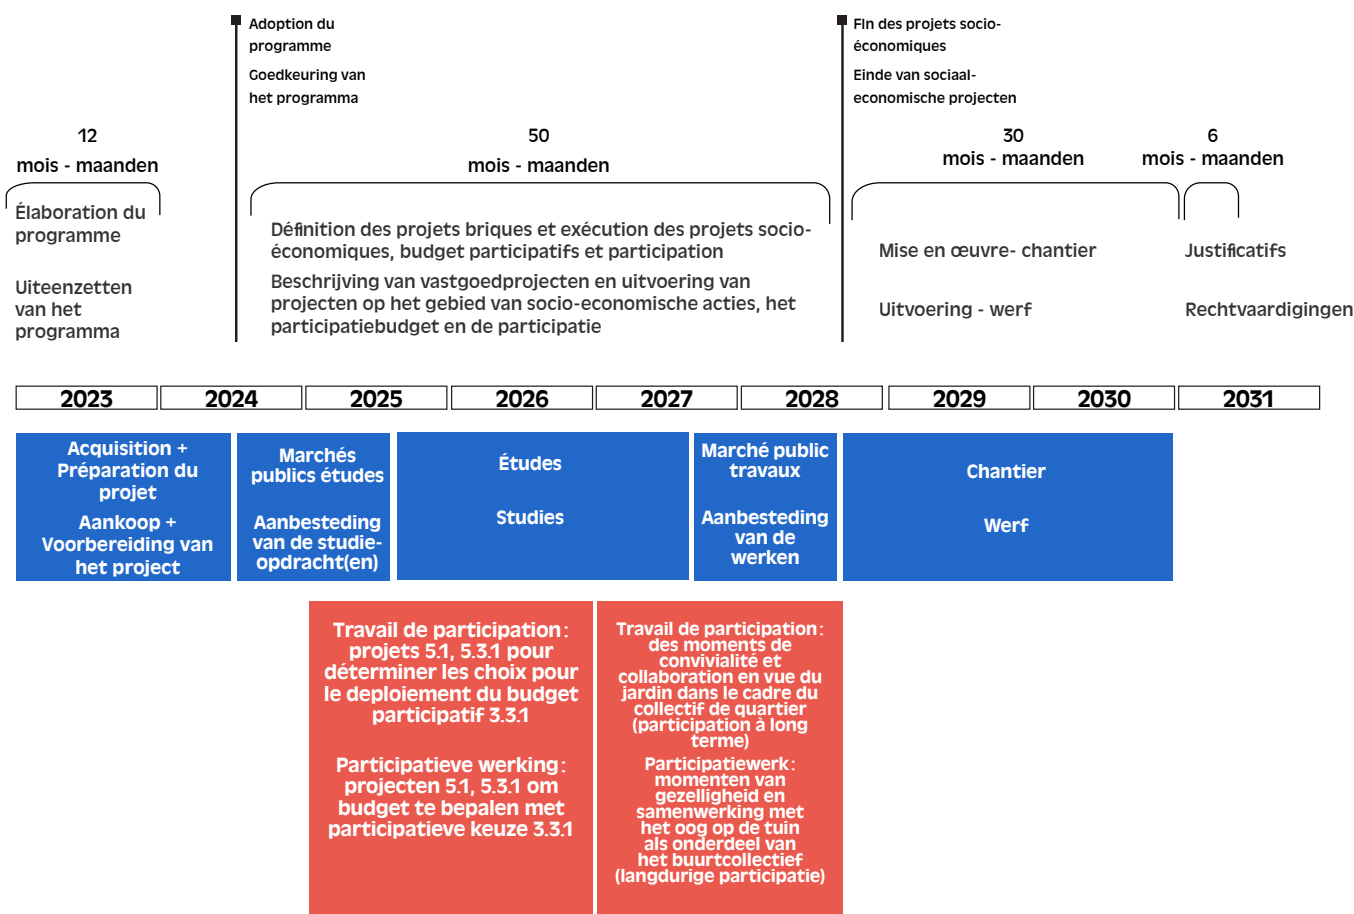 Adoption du
programme
Goedkeuring van
het programma
Fin des projets socio-
économiques
Einde van sociaal-
economische projecten
12
mois - maanden
50
mois - maanden
30
mois - maanden
6
mois - maanden
Élaboration du
programme
Uiteenzetten
van het
programma
Définition des projets briques et exécution des projets socio-
économiques, budget participatifs et participation
Beschrijving van vastgoedprojecten en uitvoering van
projecten op het gebied van socio-economische acties, het
participatiebudget en de participatie
Mise en œuvre- chantier
Uitvoering - werf
Justificatifs
Rechtvaardigingen
2023
2024
2025
2026
2027
2028
2029
2030
2031
Acquisition +
Préparation du
projet
Aankoop +
Voorbereiding van
het project
Marchés
publics études
Aanbesteding
van de studie-
opdracht(en)
Études
Studies
Marché public
travaux
Aanbesteding
van de
werken
Chantier
Werf
Travail de participation :
projets 5.1, 5.3.1 pour
déterminer les choix pour
le deploiement du budget
participatif 3.3.1
Participatieve werking :
projecten 5.1, 5.3.1 om
budget te bepalen met
participatieve keuze 3.3.1
Travail de participation :
des moments de
convivialité et
collaboration en vue du
jardin dans le cadre du
collectif de quartier
(participation à long
terme)
Participatiewerk :
momenten van
gezelligheid en
samenwerking met
het oog op de tuin
als onderdeel van
het buurtcollectief
(langdurige participatie)